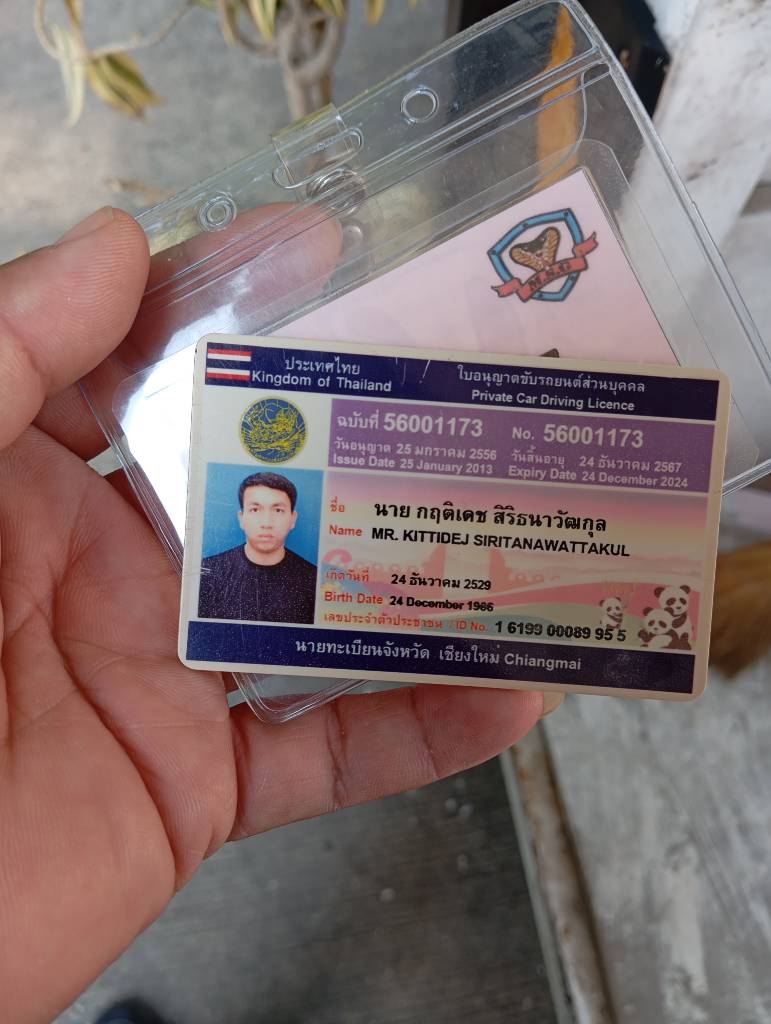 M.N.G
ประเทศไทย
Kingdom of Thailand
ใบอนุญาตขับรถยนต์ส่วนบุคคล
Private Car Driving Licence
ฉบับที่ 56001173 No. 56001173
วันอนุญาต 25 มกราคม 2556 วันสิ้นอายุ 24 ธันวาคม 2567
Issue Date 25 January 2013 Expiry Date 24 December 2024
ชื่อ นาย กฤติเดช สิริธนาวัฒกุล
Name MR. KITTIDEJ SIRITANAWATTAKUL
เกิดวันที่ 24 ธันวาคม 2529
Birth Date 24 December 1986
เลขประจำตัวประชาชน / ID No. 1 6199 00089 95 5
นายทะเบียนจังหวัด เชียงใหม่ Chiangmai